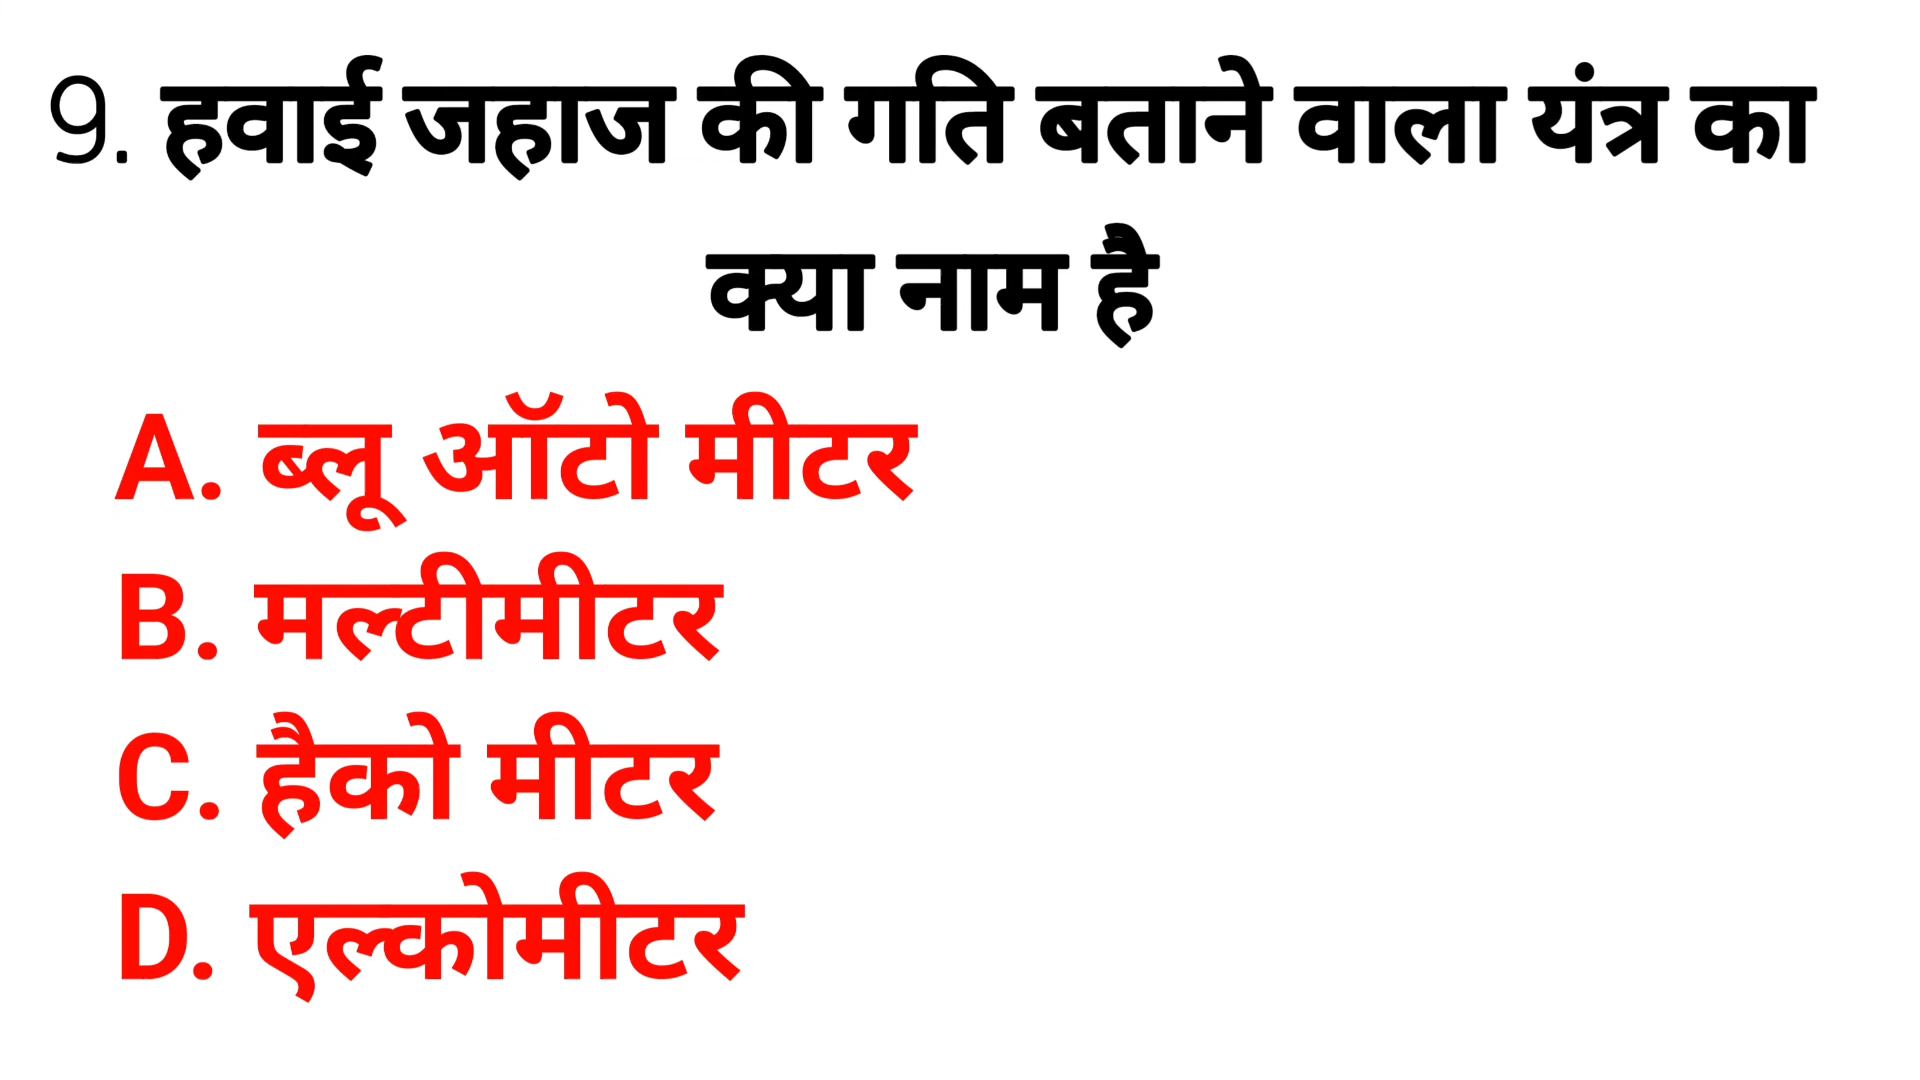 9. हवाई जहाज की गति बताने वाला यंत्र का
क्या नाम है
A. ब्लू ऑटो मीटर
B. मल्टीमीटर
C. हैको मीटर
D. एल्कोमीटर